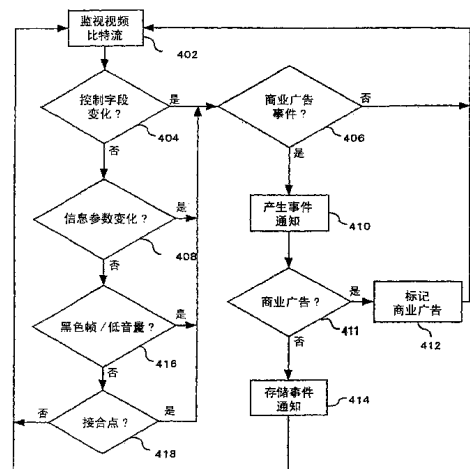 监视视频
比特流
402
控制字段
变化？
404
是
否
商业广告
事件？
406
否
是
信息参数变化？
408
是
否
产生事件
通知
410
黑色帧／低音量？
416
是
否
商业广告？
411
是
否
标记
商业广告
412
接合点？
418
否
是
存储事件
通知
414